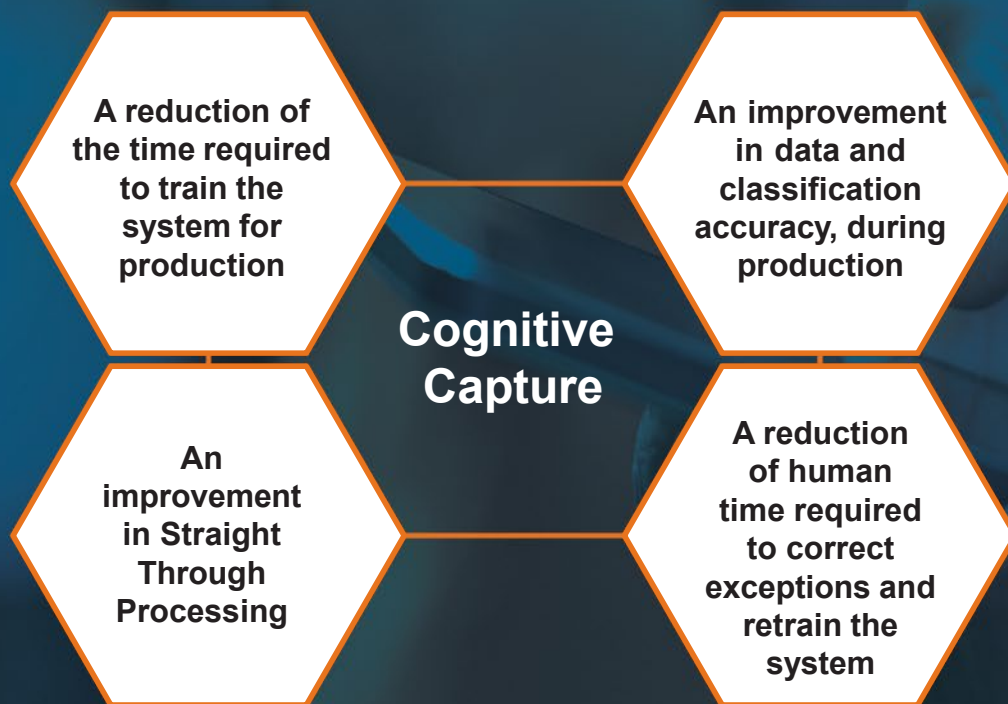 A reduction of
the time required
to train the
system for
production
An improvement
in data and
classification
accuracy, during
production
Cognitive
Capture
An
improvement
in Straight
Through
Processing
A reduction
of human
time required
to correct
exceptions and
retrain the
system